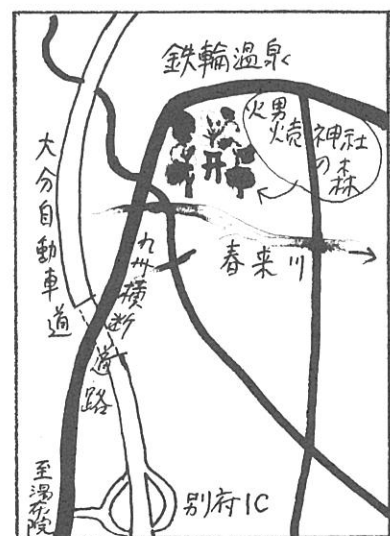 鉄輪温泉
火男火売
神社
の森
大分自動車道
九州横断道路
春来川
至湯布院
別府IC